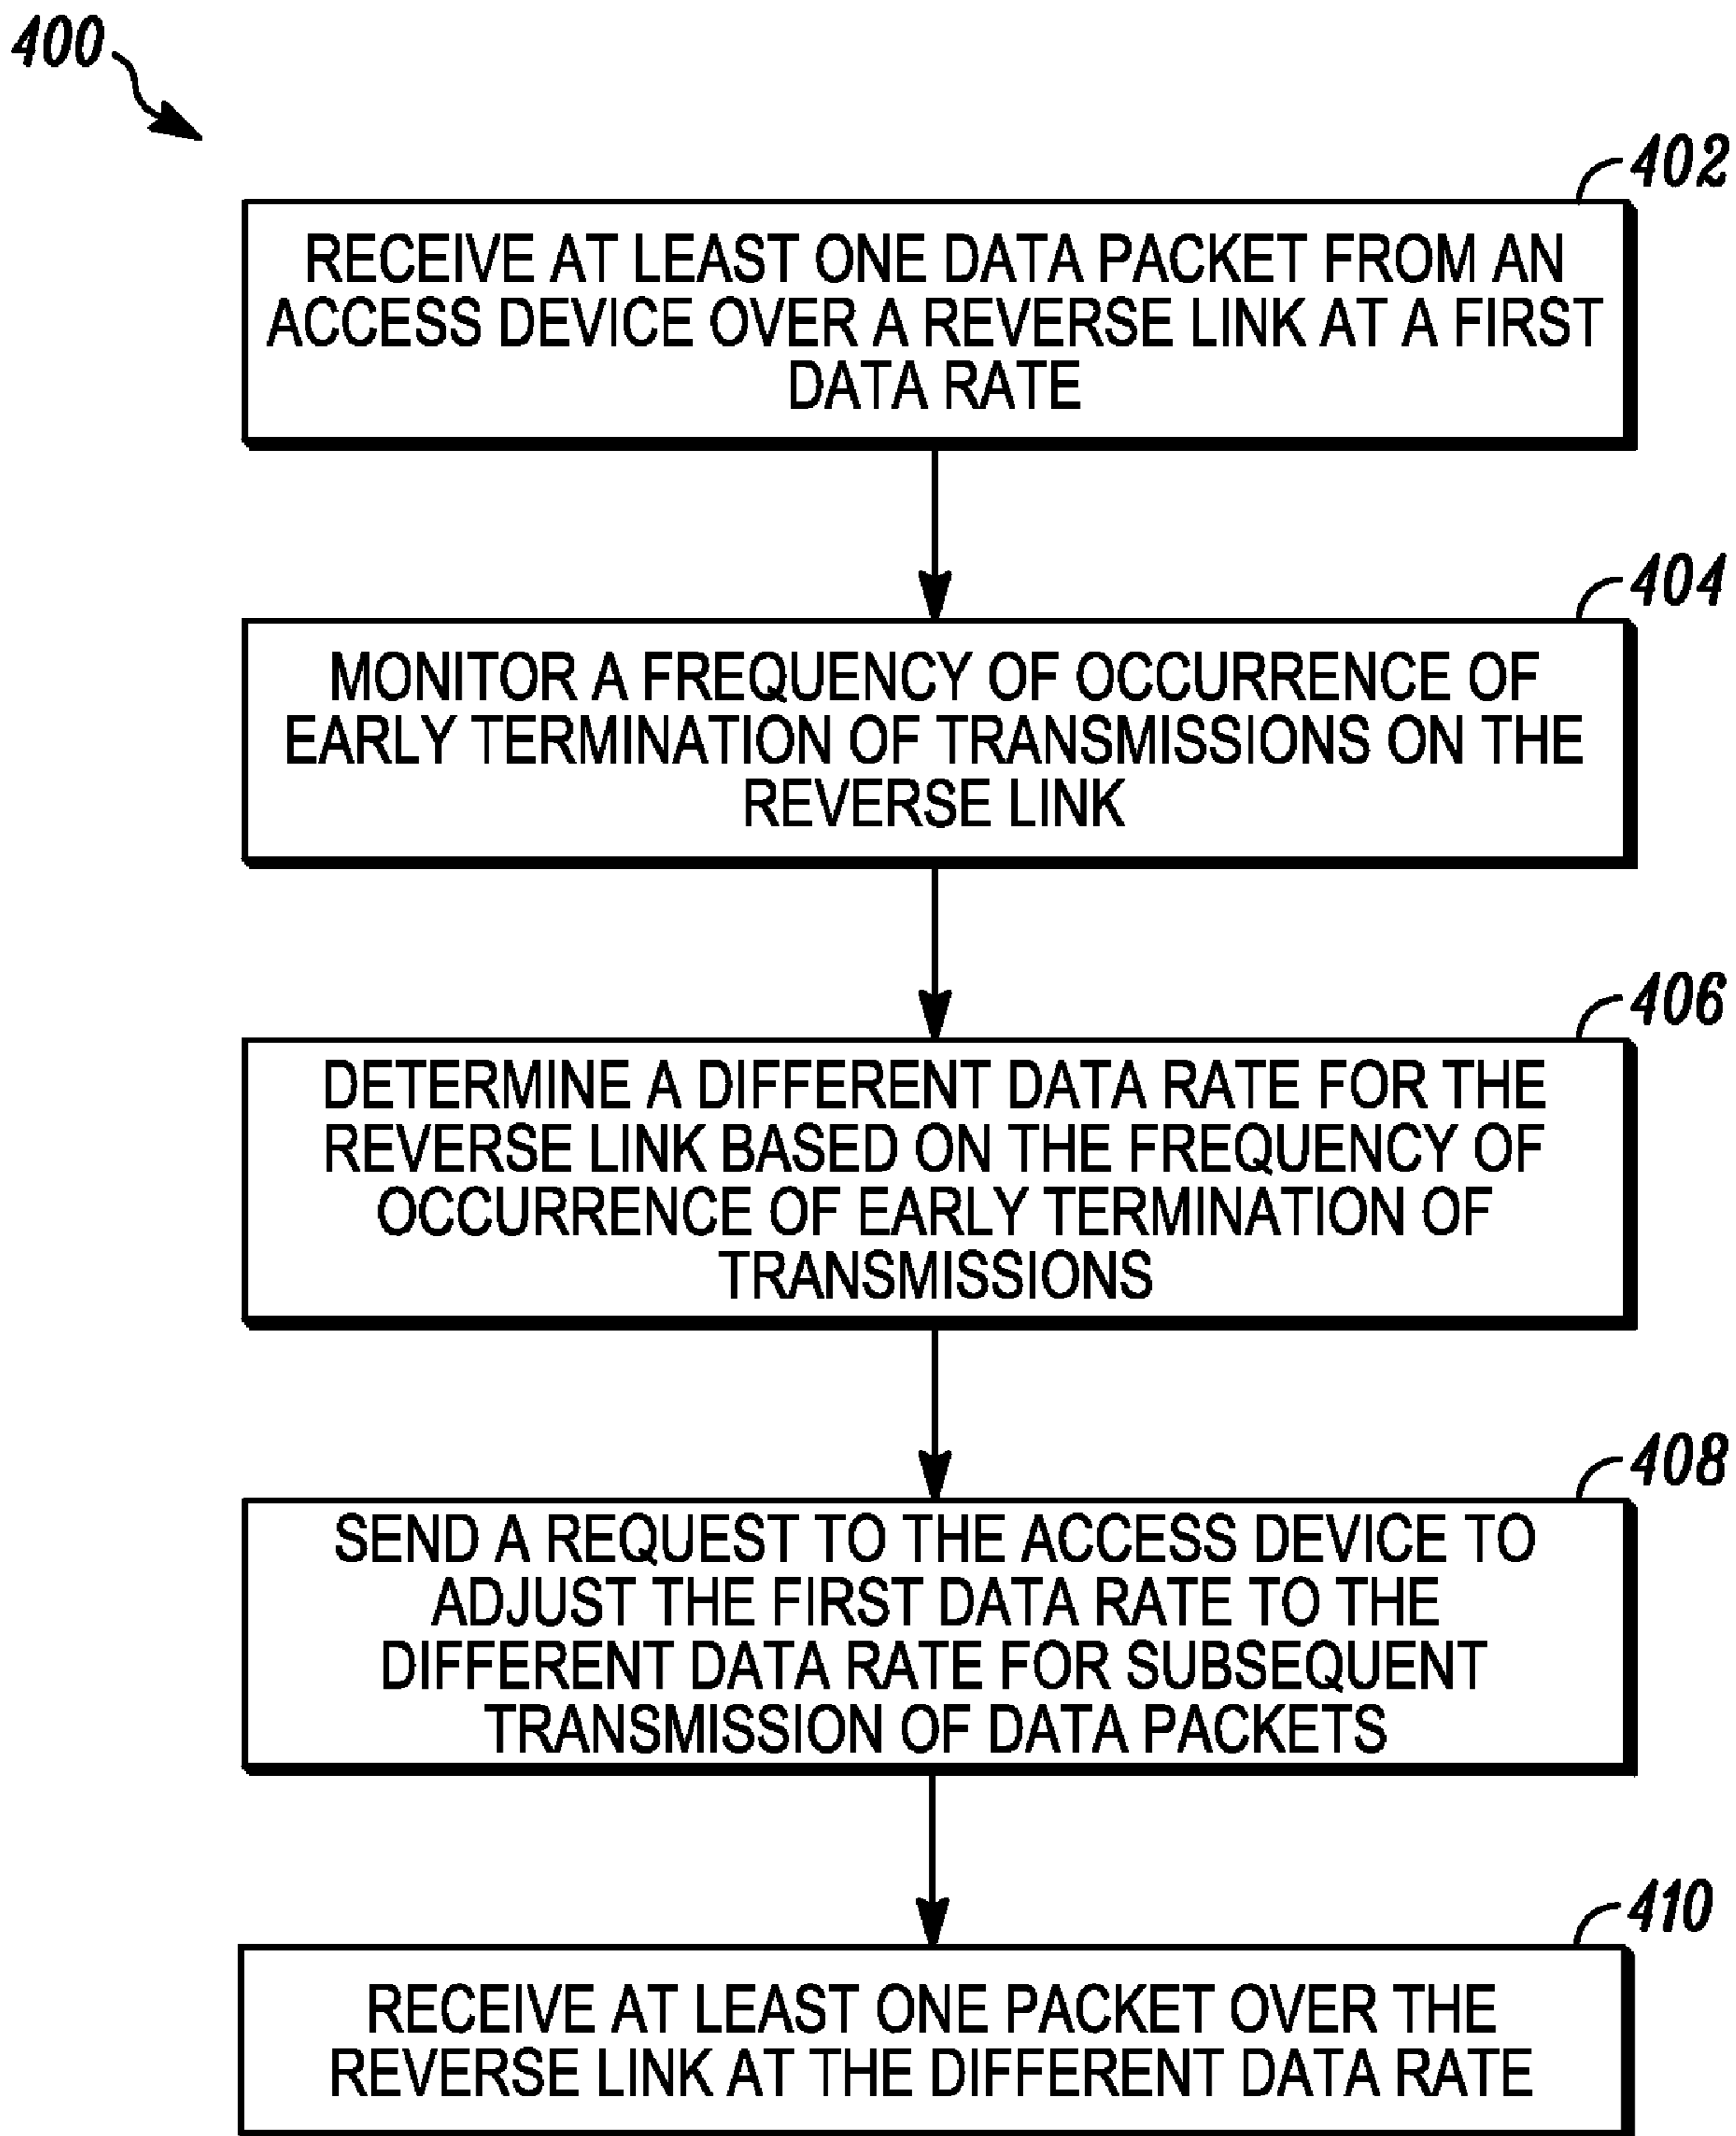 400
402
RECEIVE AT LEAST ONE DATA PACKET FROM AN
ACCESS DEVICE OVER A REVERSE LINK AT A FIRST
DATA RATE
404
MONITOR A FREQUENCY OF OCCURRENCE OF
EARLY TERMINATION OF TRANSMISSIONS ON THE
REVERSE LINK
406
DETERMINE A DIFFERENT DATA RATE FOR THE
REVERSE LINK BASED ON THE FREQUENCY OF
OCCURRENCE OF EARLY TERMINATION OF
TRANSMISSIONS
408
SEND A REQUEST TO THE ACCESS DEVICE TO
ADJUST THE FIRST DATA RATE TO THE
DIFFERENT DATA RATE FOR SUBSEQUENT
TRANSMISSION OF DATA PACKETS
410
RECEIVE AT LEAST ONE PACKET OVER THE
REVERSE LINK AT THE DIFFERENT DATA RATE